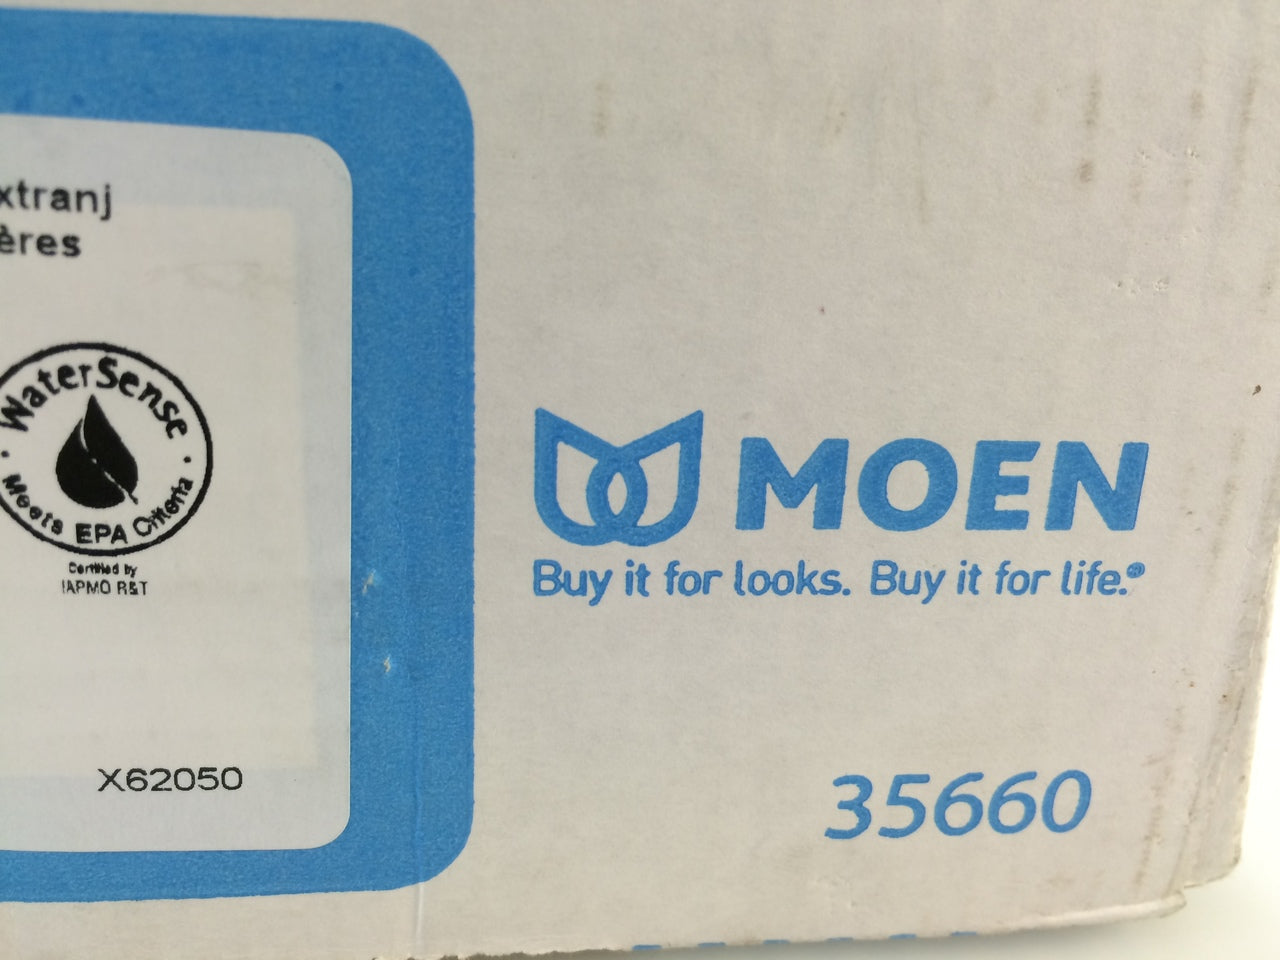 xtranj
ères
WaterSense
Meets EPA Criteria
Certified by
IAPMO R&T
X62050
MOEN
Buy it for looks. Buy it for life.®
35660